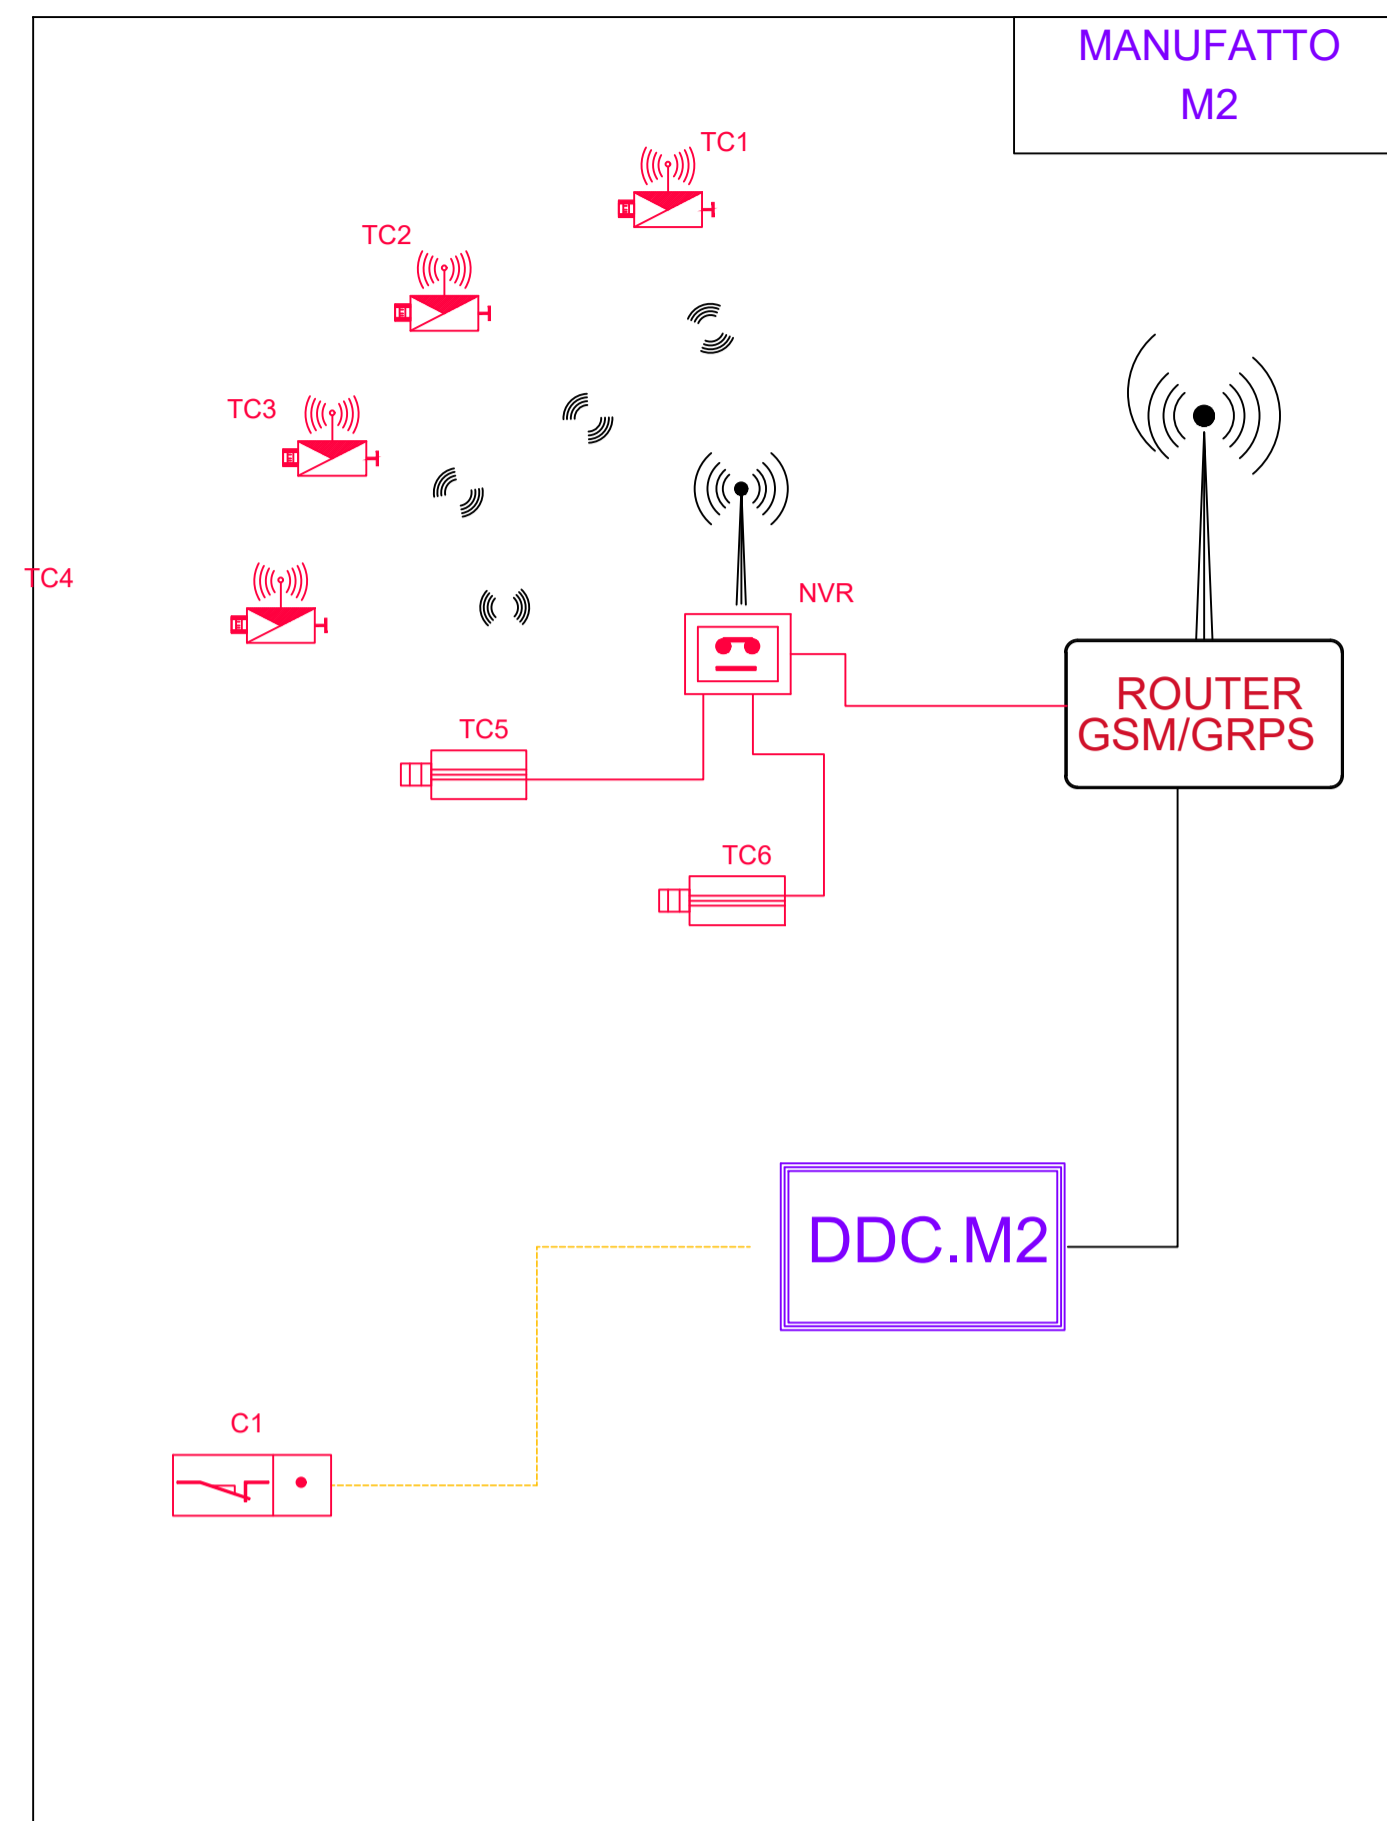 MANUFATTO
M2
TC1
TC2
TC3
TC4
NVR
ROUTER
GSM/GRPS
TC5
TC6
DDC.M2
C1